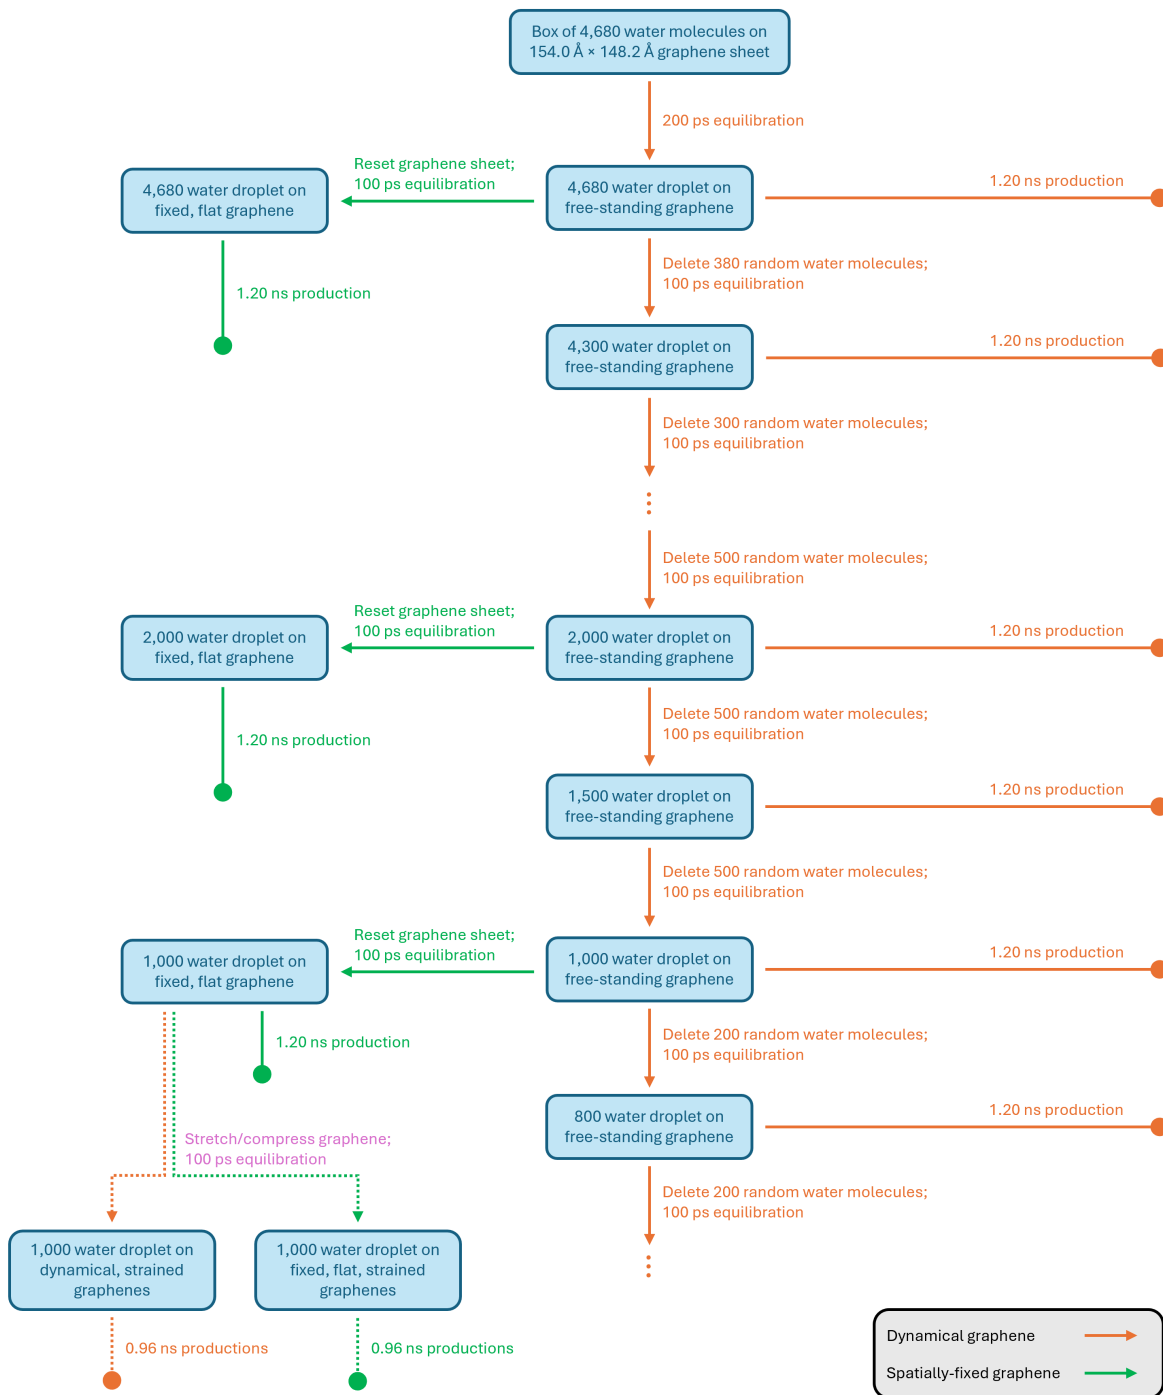 Box of 4,680 water molecules on
154.0 Å × 148.2 Å graphene sheet
200 ps equilibration
Reset graphene sheet;
100 ps equilibration
4,680 water droplet on
fixed, flat graphene
4,680 water droplet on
free-standing graphene
1.20 ns production
1.20 ns production
Delete 380 random water molecules;
100 ps equilibration
4,300 water droplet on
free-standing graphene
1.20 ns production
Delete 300 random water molecules;
100 ps equilibration
Delete 500 random water molecules;
100 ps equilibration
Reset graphene sheet;
100 ps equilibration
2,000 water droplet on
fixed, flat graphene
2,000 water droplet on
free-standing graphene
1.20 ns production
1.20 ns production
Delete 500 random water molecules;
100 ps equilibration
1,500 water droplet on
free-standing graphene
1.20 ns production
Delete 500 random water molecules;
100 ps equilibration
Reset graphene sheet;
100 ps equilibration
1,000 water droplet on
fixed, flat graphene
1,000 water droplet on
free-standing graphene
1.20 ns production
1.20 ns production
Delete 200 random water molecules;
100 ps equilibration
800 water droplet on
free-standing graphene
1.20 ns production
Stretch/compress graphene;
100 ps equilibration
Delete 200 random water molecules;
100 ps equilibration
1,000 water droplet on
dynamical, strained
graphenes
1,000 water droplet on
fixed, flat, strained
graphenes
0.96 ns productions
0.96 ns productions
Dynamical graphene
Spatially-fixed graphene